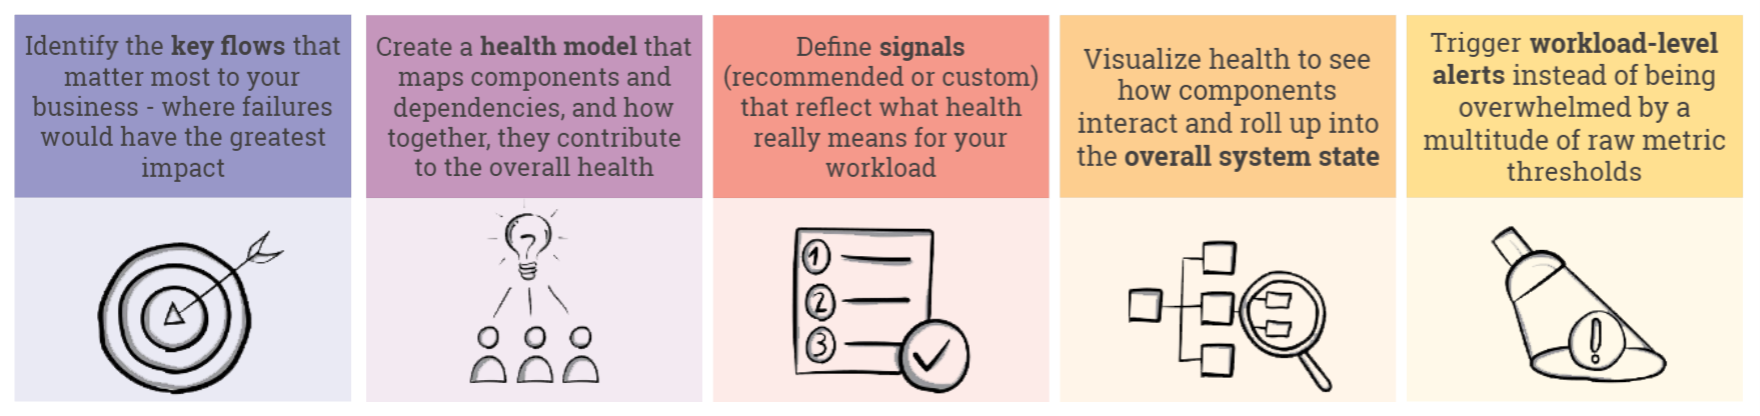 Identify the key flows that
matter most to your
business - where failures
would have the greatest
impact
Create a health model that
maps components and
dependencies, and how
together, they contribute
to the overall health
Define signals
(recommended or custom)
that reflect what health
really means for your
workload
Visualize health to see
how components
interact and roll up into
the overall system state
Trigger workload-level
alerts instead of being
overwhelmed by a
multitude of raw metric
thresholds
?
1
2
3
!